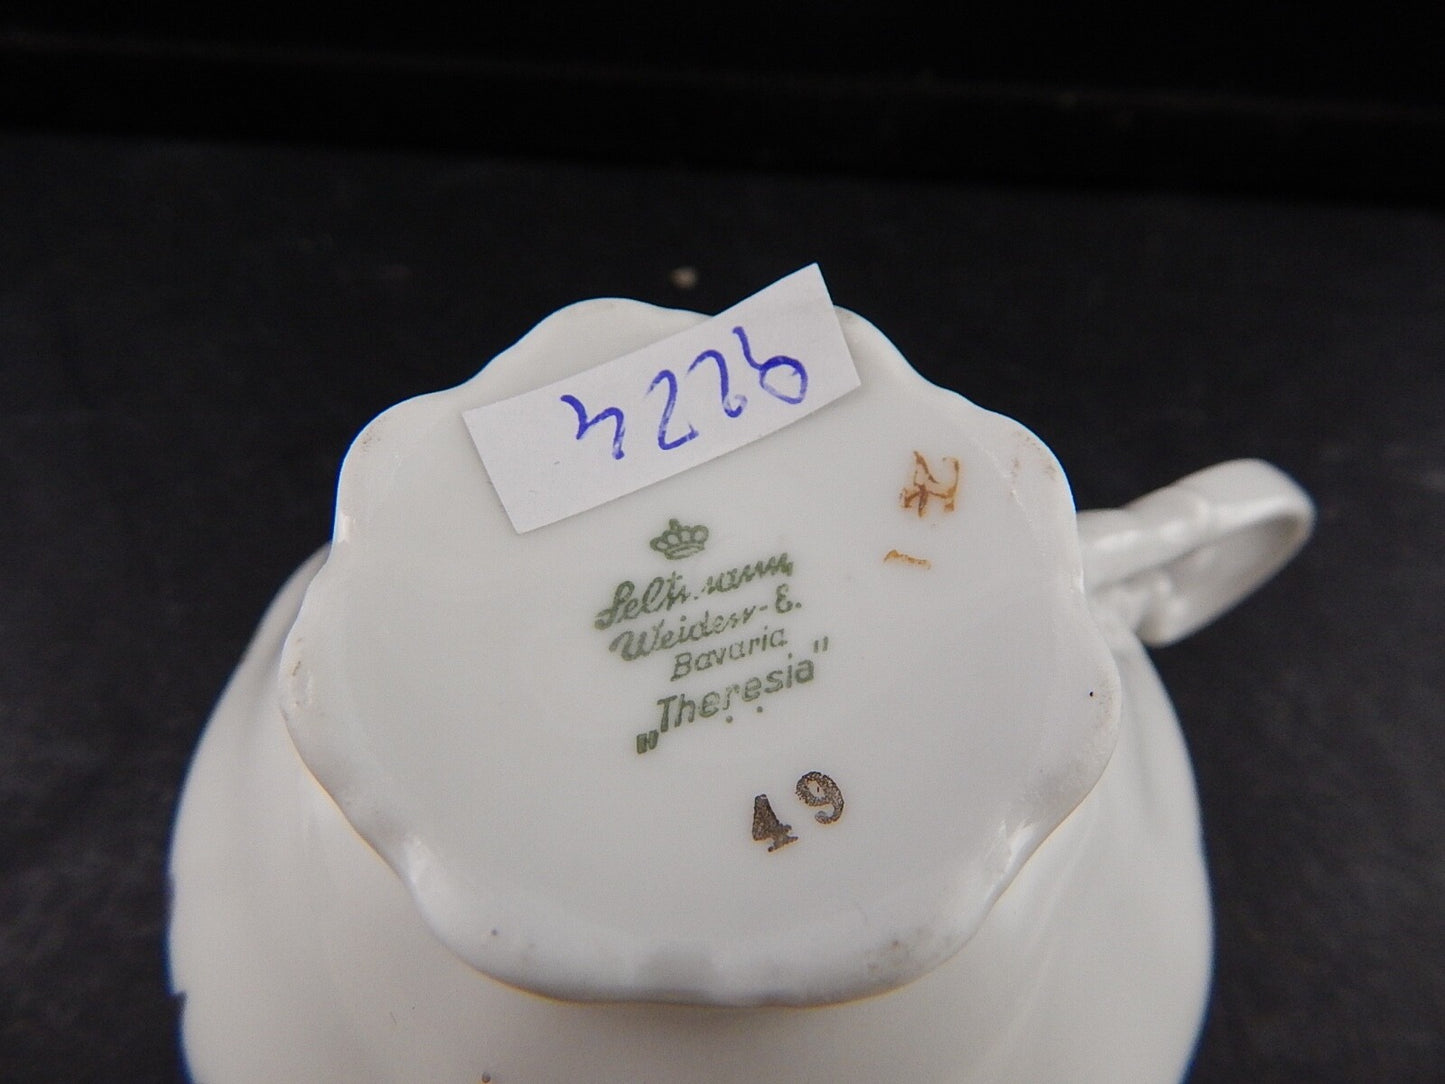 4226
Seltmann
Weiden-E.
Bavaria
„Theresia"
49